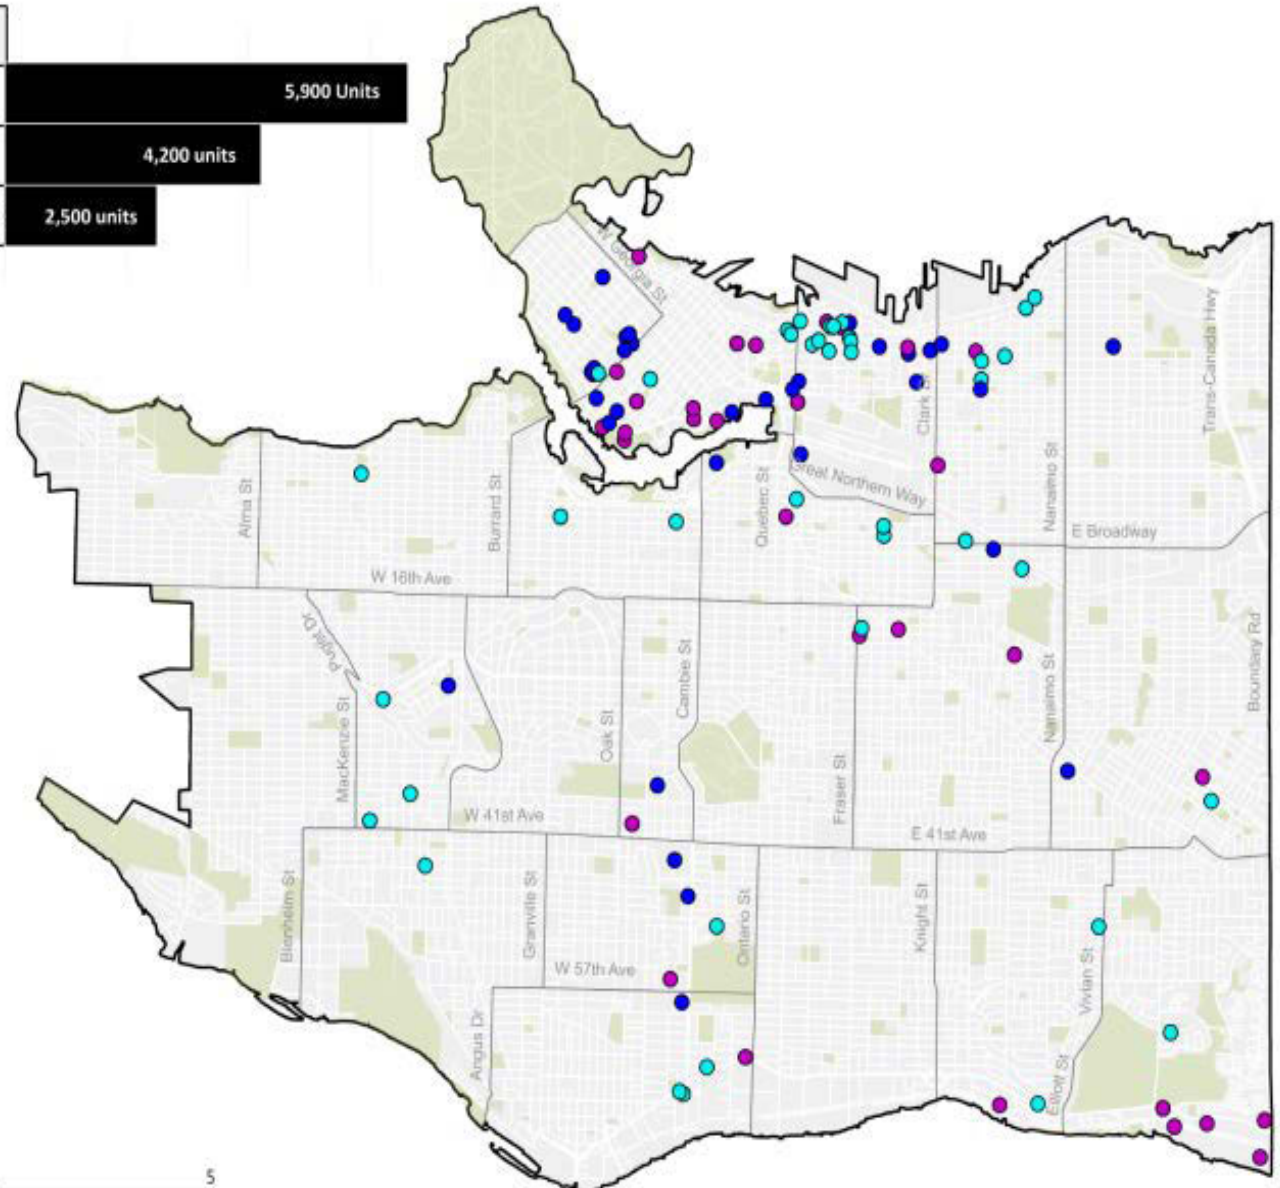 5,900 Units
4,200 units
2,500 units
W Georgia St
Trans-Canada Hwy
Clark Dr
Alma St
Burrard St
Quebec St
Great Northern Way
Nanaimo St
E Broadway
W 16th Ave
Puget Dr
MacKenzie St
Oak St
Cambie St
Fraser St
Nanaimo St
Boundary Rd
W 41st Ave
E 41st Ave
Blenheim St
Granville St
Ontario St
Knight St
W 57th Ave
Vivian St
Angus Dr
Elliott St
5